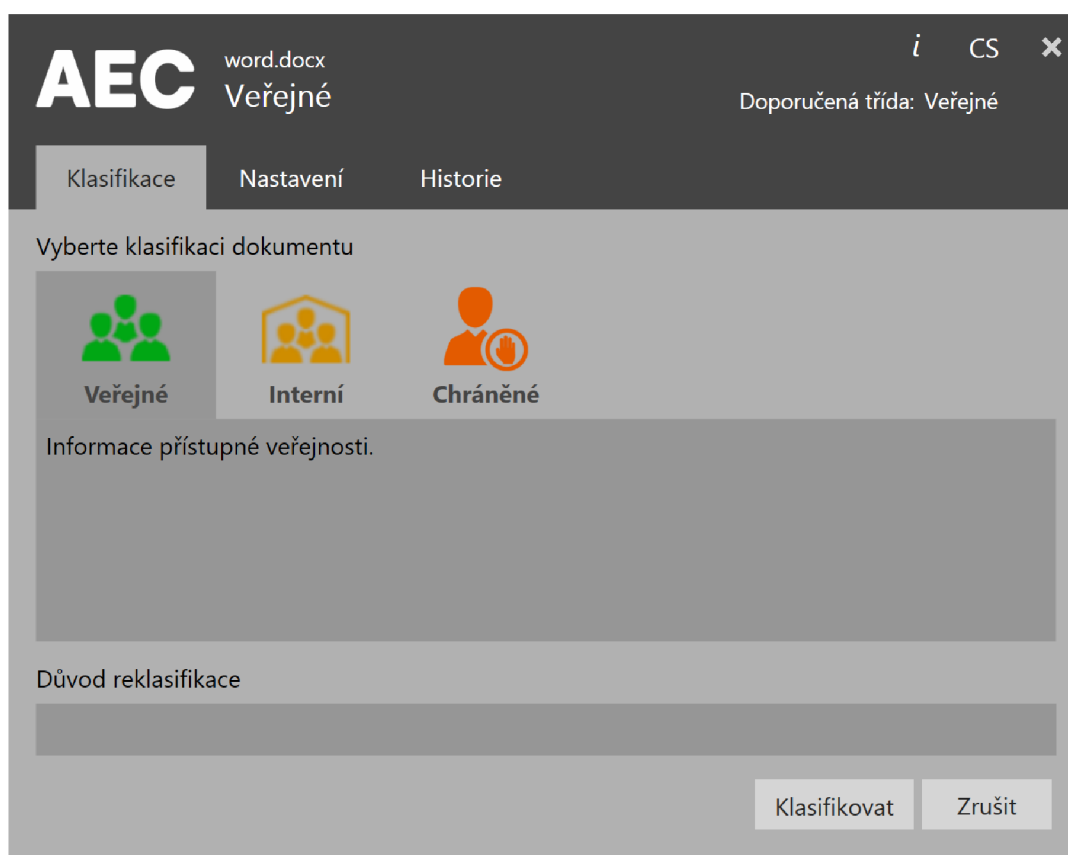 AEC
word.docx
Veřejné
i CS ×
Doporučená třída: Veřejné
Klasifikace Nastavení Historie
Vyberte klasifikaci dokumentu
Veřejné Interní Chráněné
Informace přístupné veřejnosti.
Důvod reklasifikace
Klasifikovat Zrušit